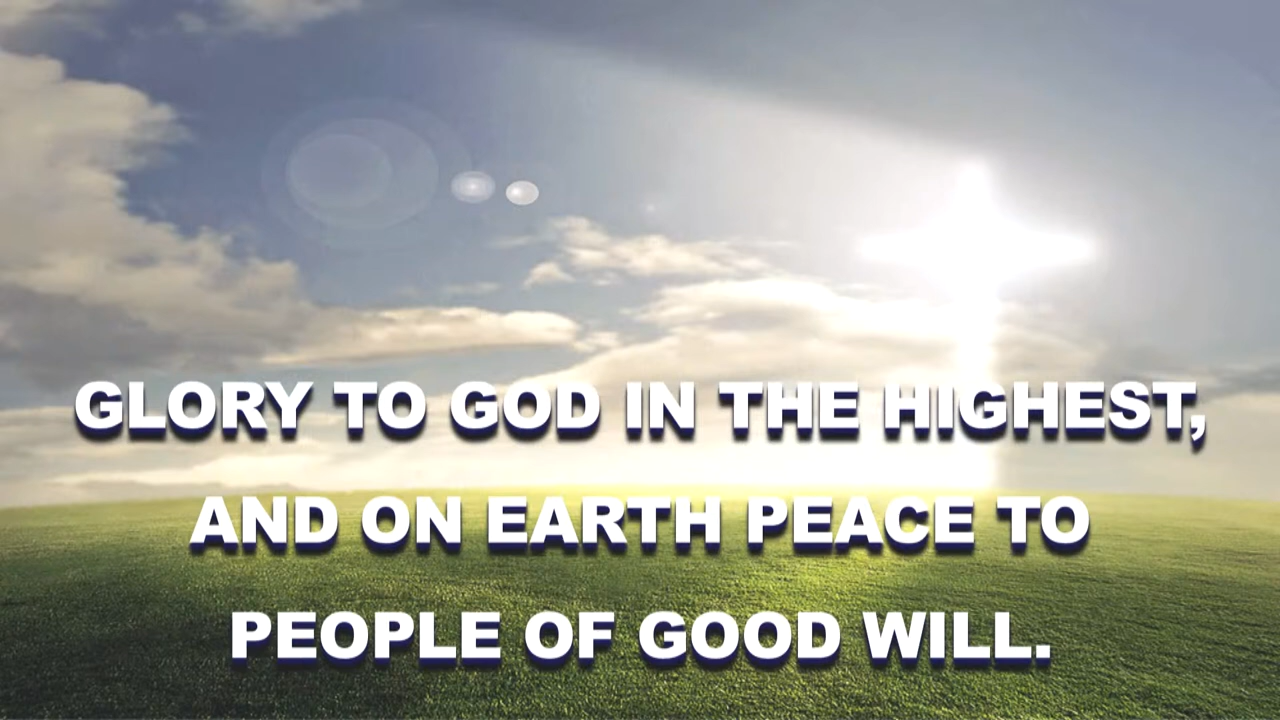 GLORY TO GOD IN THE HIGHEST,
AND ON EARTH PEACE TO
PEOPLE OF GOOD WILL.